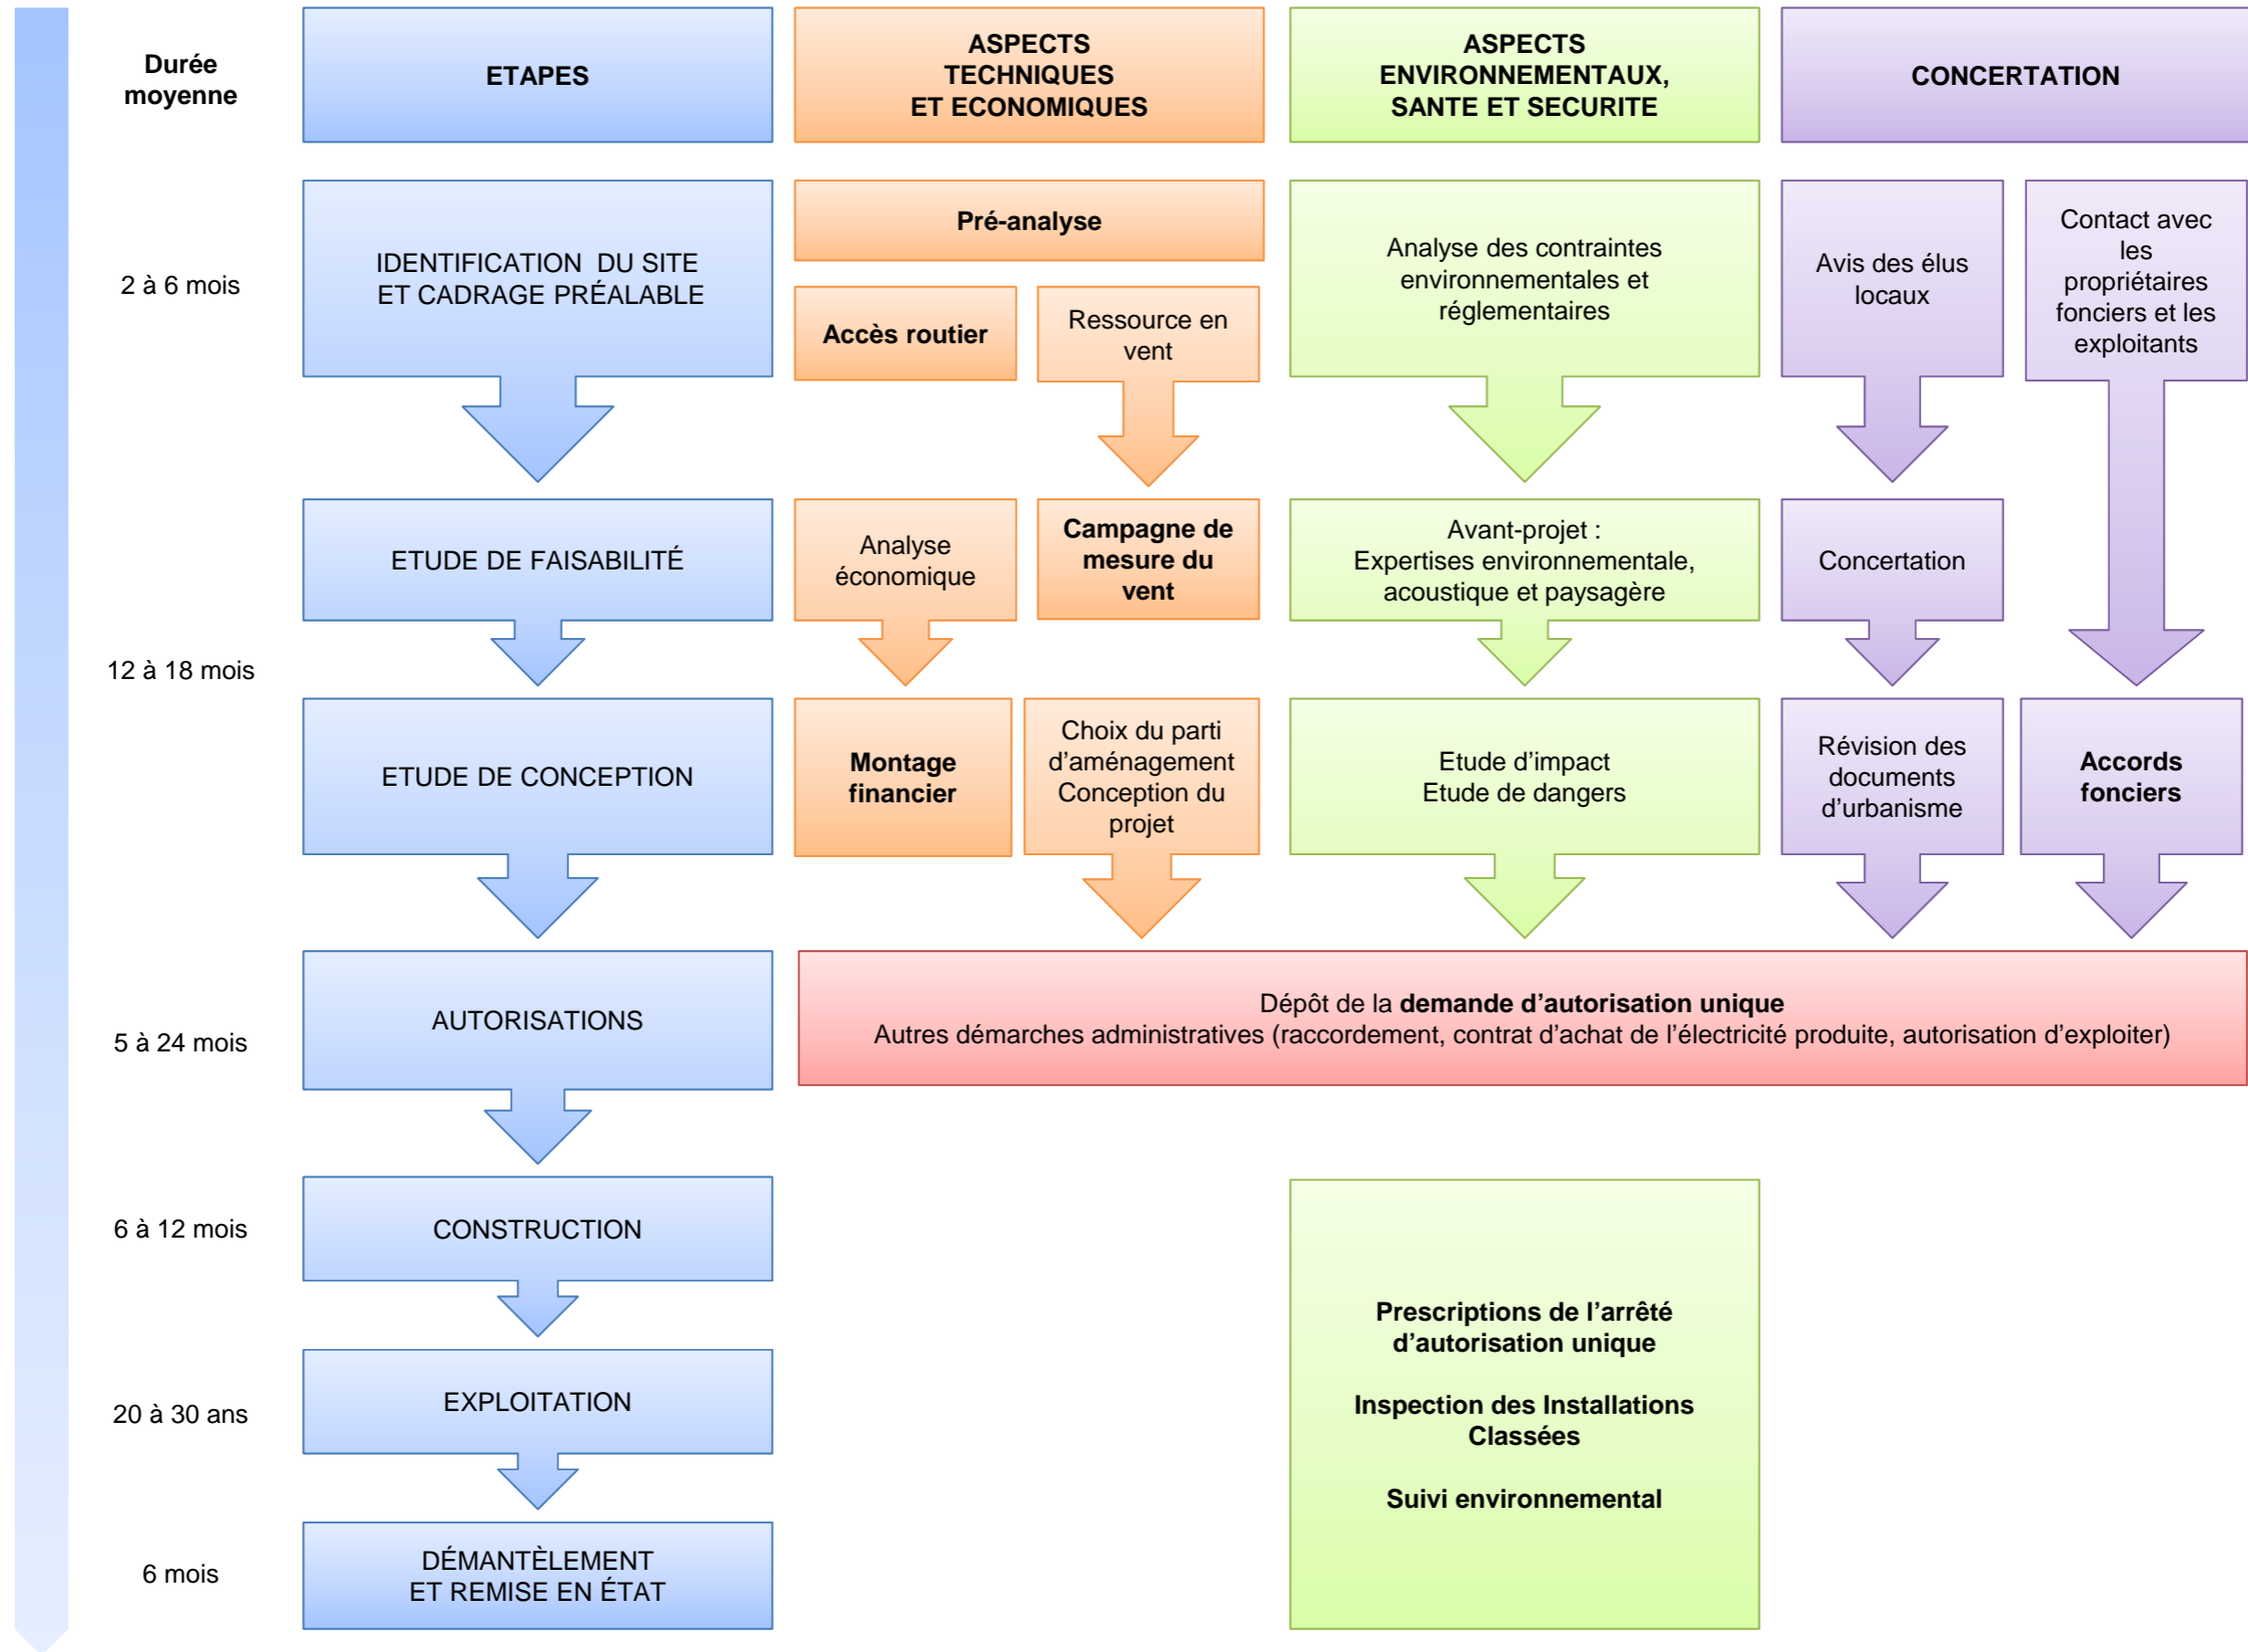 Durée
moyenne
ETAPES
ASPECTS
TECHNIQUES
ET ECONOMIQUES
ASPECTS
ENVIRONNEMENTAUX,
SANTE ET SECURITE
CONCERTATION
2 à 6 mois
IDENTIFICATION DU SITE
ET CADRAGE PRÉALABLE
Pré-analyse
Accès routier
Ressource en
vent
Analyse des contraintes
environnementales et
réglementaires
Avis des élus
locaux
Contact avec
les
propriétaires
fonciers et les
exploitants
12 à 18 mois
ETUDE DE FAISABILITÉ
Analyse
économique
Campagne de
mesure du
vent
Avant-projet :
Expertises environnementale,
acoustique et paysagère
Concertation
ETUDE DE CONCEPTION
Montage
financier
Choix du parti
d’aménagement
Conception du
projet
Etude d’impact
Etude de dangers
Révision des
documents
d’urbanisme
Accords
fonciers
5 à 24 mois
AUTORISATIONS
Dépôt de la demande d’autorisation unique
Autres démarches administratives (raccordement, contrat d’achat de l’électricité produite, autorisation d’exploiter)
6 à 12 mois
CONSTRUCTION
20 à 30 ans
EXPLOITATION
6 mois
DÉMANTÈLEMENT
ET REMISE EN ÉTAT
Prescriptions de l’arrêté
d’autorisation unique
Inspection des Installations
Classées
Suivi environnemental